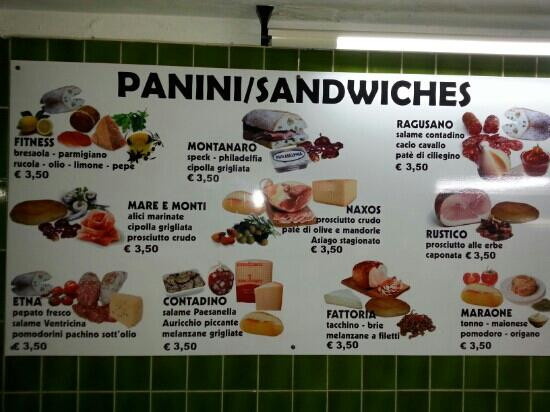 PANINI/SANDWICHES
FITNESS
bresaola - parmigiano
rucola - olio - limone - pepe
€ 3,50
MONTANARO
speck - philadelfia
cipolla grigliata
€ 3,50
PHILADELPHIA
RAGUSANO
salame contadino
cacio cavallo
patè di ciliegino
€ 3,50
MARE E MONTI
alici marinate
cipolla grigliata
prosciutto crudo
€ 3,50
NAXOS
prosciutto crudo
patè di olive e mandorle
Asiago stagionato
€ 3,50
RUSTICO
prosciutto alle erbe
caponata € 3,50
ETNA
pepato fresco
salame Ventricina
pomodorini pachino sott'olio
€ 3,50
CONTADINO
salame Paesanella
Auricchio piccante
melanzane grigliate
€ 3,50
FATTORIA
tacchino - brie
melanzane a filetti
€ 3,50
MARAONE
tonno - maionese
pomodoro - origano
€ 3,50